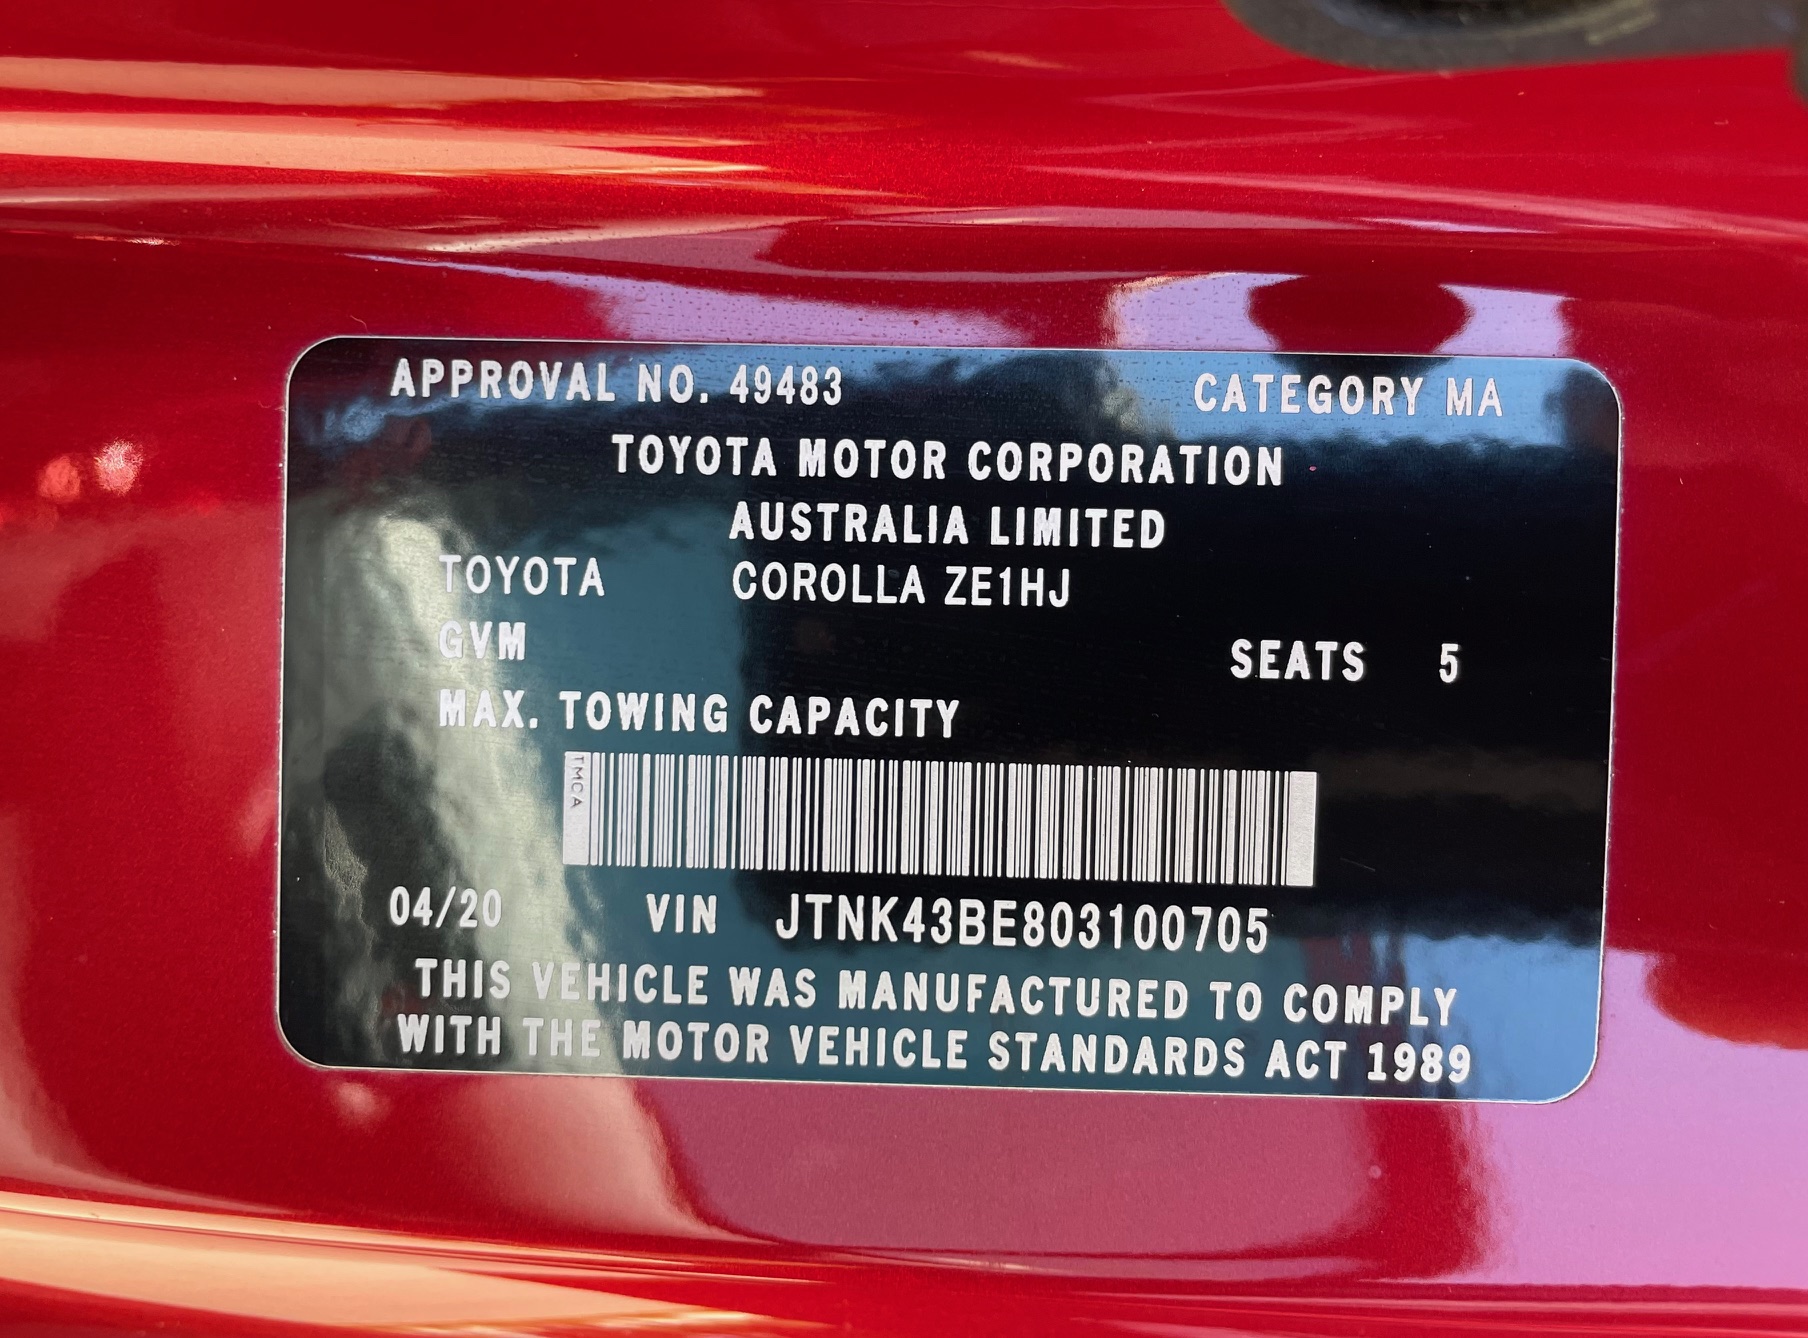 APPROVAL NO. 49483 CATEGORY MA
TOYOTA MOTOR CORPORATION
AUSTRALIA LIMITED
TOYOTA COROLLA ZE1HJ
GVM SEATS 5
MAX. TOWING CAPACITY
TMCA
04/20 VIN JTNK43BE803100705
THIS VEHICLE WAS MANUFACTURED TO COMPLY
WITH THE MOTOR VEHICLE STANDARDS ACT 1989